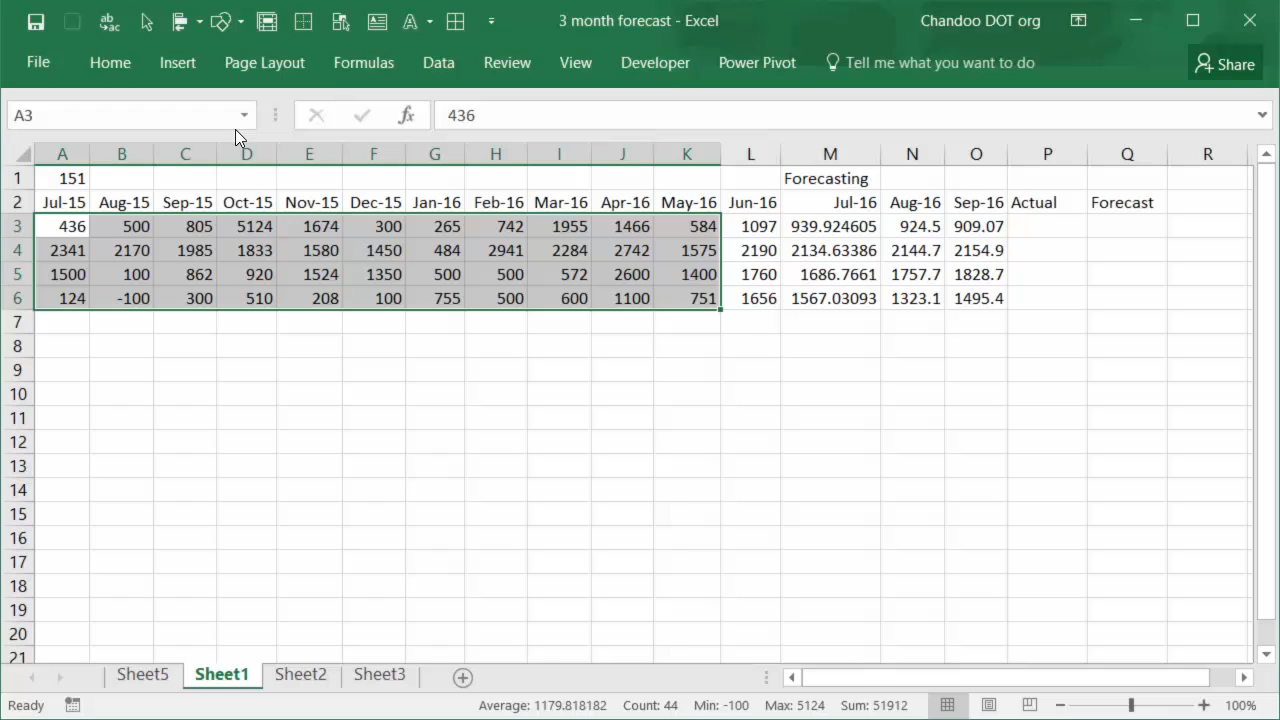 ab
ac
A
3 month forecast - Excel
Chandoo DOT org
File Home Insert Page Layout Formulas Data Review View Developer Power Pivot Tell me what you want to do Share
A3 fx 436
A B C D E F G H I J K L M N O P Q R
1 151 Forecasting
2 Jul-15 Aug-15 Sep-15 Oct-15 Nov-15 Dec-15 Jan-16 Feb-16 Mar-16 Apr-16 May-16 Jun-16 Jul-16 Aug-16 Sep-16 Actual Forecast
3 436 500 805 5124 1674 300 265 742 1955 1466 584 1097 939.924605 924.5 909.07
4 2341 2170 1985 1833 1580 1450 484 2941 2284 2742 1575 2190 2134.63386 2144.7 2154.9
5 1500 100 862 920 1524 1350 500 500 572 2600 1400 1760 1686.7661 1757.7 1828.7
6 124 -100 300 510 208 100 755 500 600 1100 751 1656 1567.03093 1323.1 1495.4
7
8
9
10
11
12
13
14
15
16
17
18
19
20
21
Sheet5 Sheet1 Sheet2 Sheet3
Ready Average: 1179.818182 Count: 44 Min: -100 Max: 5124 Sum: 51912 100%